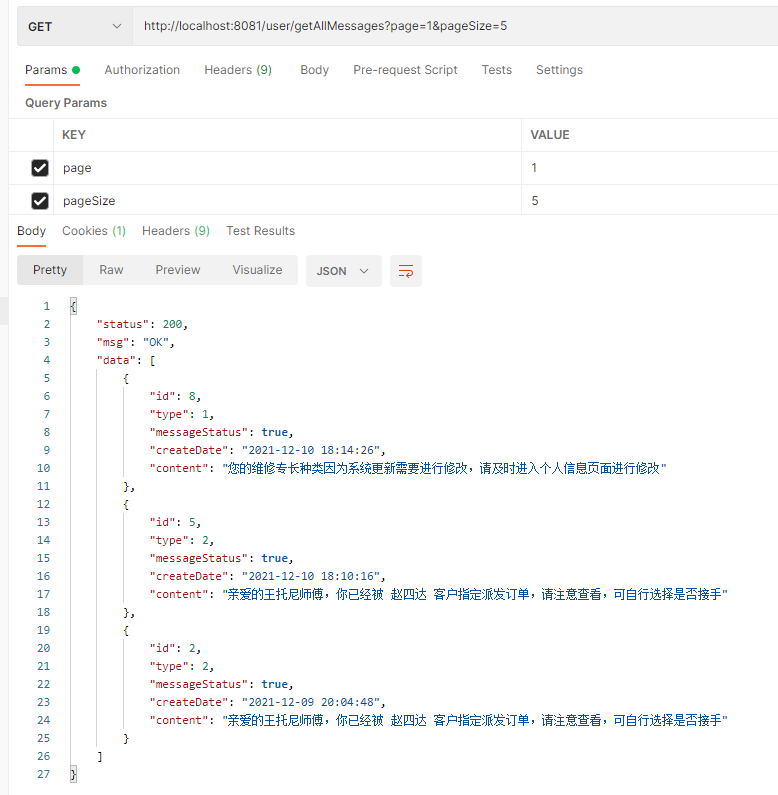 GET http://localhost:8081/user/getAllMessages?page=1&pageSize=5
Params Authorization Headers (9) Body Pre-request Script Tests Settings
Query Params
KEY VALUE
page 1
pageSize 5
Body Cookies (1) Headers (9) Test Results
Pretty Raw Preview Visualize JSON
1 {
2 "status": 200,
3 "msg": "OK",
4 "data": [
5 {
6 "id": 8,
7 "type": 1,
8 "messageStatus": true,
9 "createDate": "2021-12-10 18:14:26",
10 "content": "您的维修专长种类因为系统更新需要进行修改，请及时进入个人信息页面进行修改"
11 },
12 {
13 "id": 5,
14 "type": 2,
15 "messageStatus": true,
16 "createDate": "2021-12-10 18:10:16",
17 "content": "亲爱的王托尼师傅，你已经被 赵四达 客户指定派发订单，请注意查看，可自行选择是否接手"
18 },
19 {
20 "id": 2,
21 "type": 2,
22 "messageStatus": true,
23 "createDate": "2021-12-09 20:04:48",
24 "content": "亲爱的王托尼师傅，你已经被 赵四达 客户指定派发订单，请注意查看，可自行选择是否接手"
25 }
26 ]
27 }